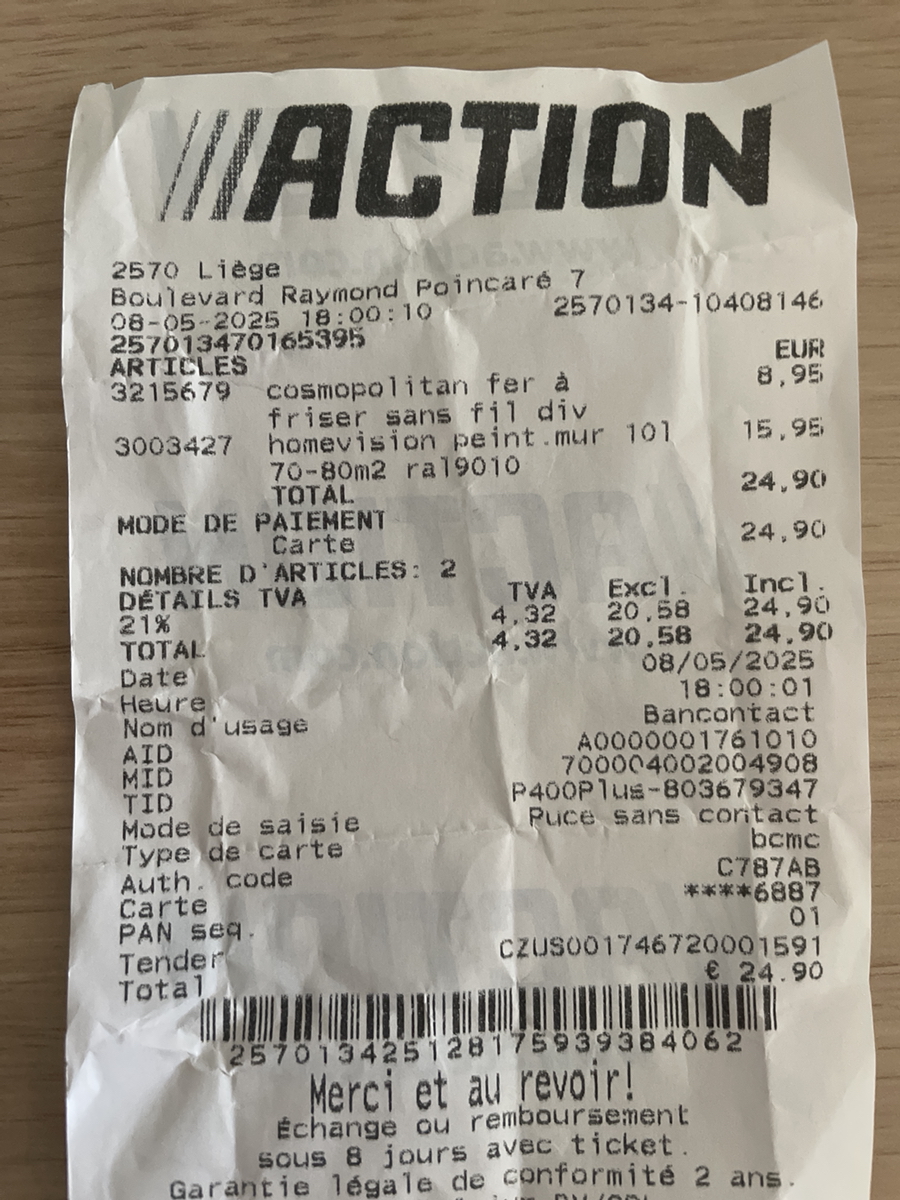 ACTION
2570 Liège
Boulevard Raymond Poincaré 7
08-05-2025 18:00:10 2570134-10408146
257013470165395
ARTICLES EUR
3215679 cosmopolitan fer à 8,95
friser sans fil div
3003427 homevision peint.mur 10l 15,95
70-80m2 ral9010
TOTAL 24,90
MODE DE PAIEMENT
Carte 24,90
NOMBRE D'ARTICLES: 2
DÉTAILS TVA TVA Excl. Incl.
21% 4,32 20,58 24,90
TOTAL 4,32 20,58 24,90
Date 08/05/2025
Heure 18:00:01
Nom d'usage Bancontact
AID A0000001761010
MID 700004002004908
TID P400Plus-803679347
Mode de saisie Puce sans contact
Type de carte bcmc
Auth. code C787AB
Carte ****6887
PAN seq. 01
Tender CZUS001746720001591
Total € 24.90
257013425128175939384062
Merci et au revoir!
Échange ou remboursement
sous 8 jours avec ticket.
Garantie légale de conformité 2 ans.